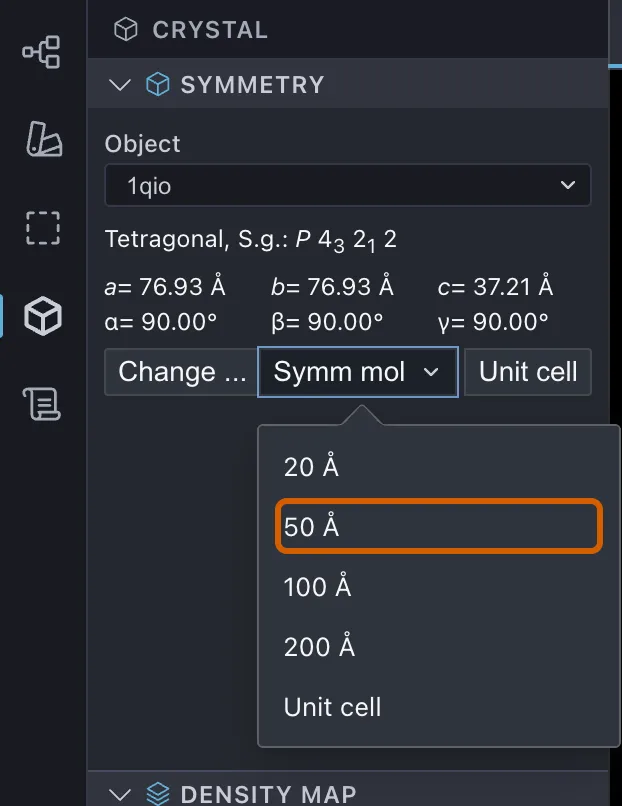 CRYSTAL
SYMMETRY
Object
1qio
Tetragonal, S.g.: P 4₃ 2₁ 2
a= 76.93 Å b= 76.93 Å c= 37.21 Å
α= 90.00° β= 90.00° γ= 90.00°
Change ... Symm mol Unit cell
20 Å
50 Å
100 Å
200 Å
Unit cell
DENSITY MAP